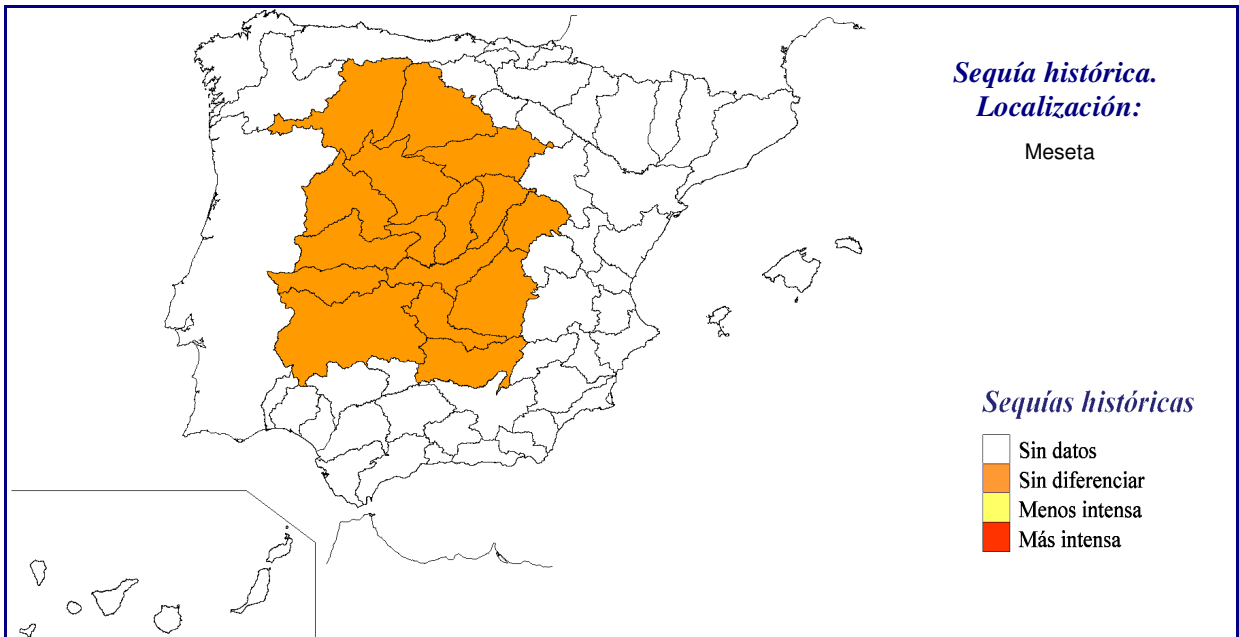 Sequía histórica.
Localización:
Meseta
Sequías históricas
Sin datos
Sin diferenciar
Menos intensa
Más intensa